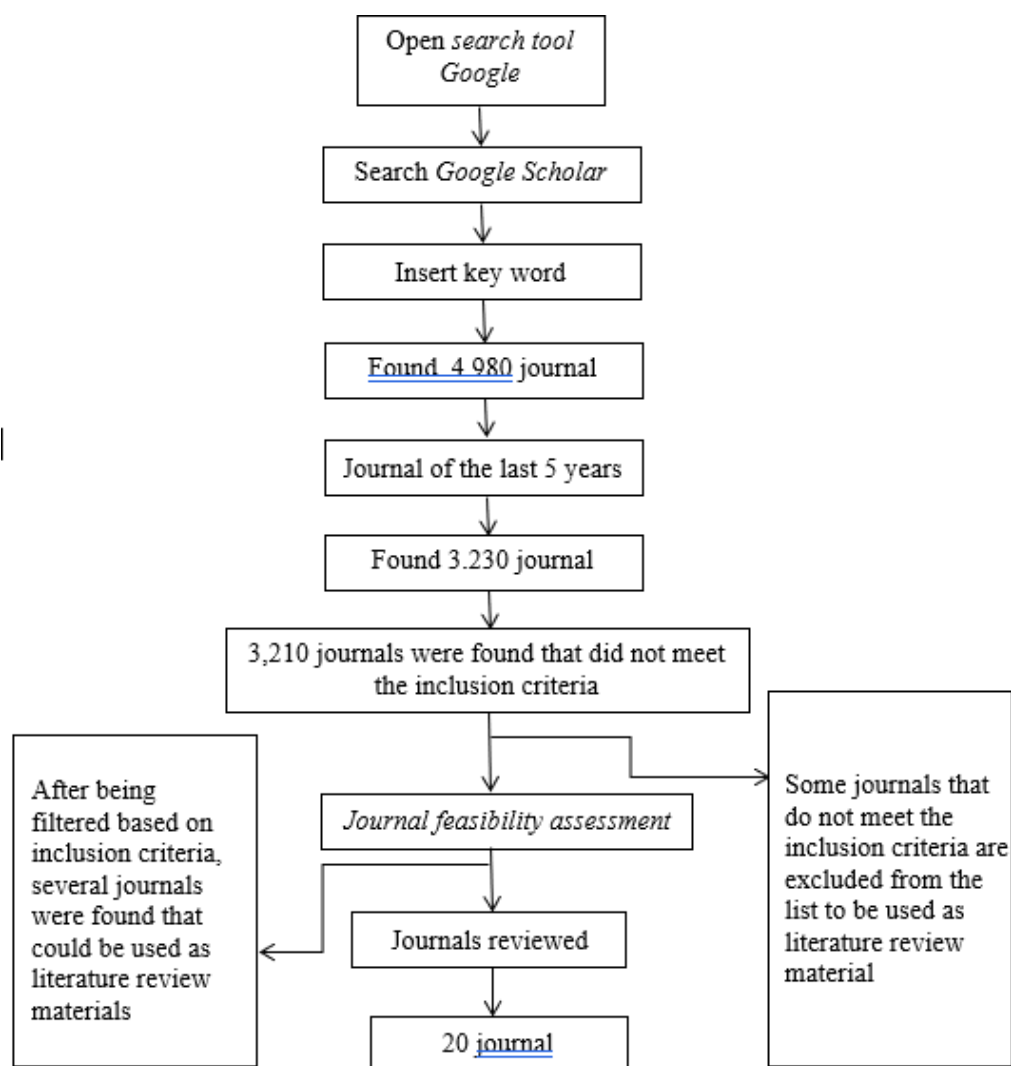 Open search tool
Google
Search Google Scholar
Insert key word
Found  4 980 journal
Journal of the last 5 years
Found 3.230 journal
3,210 journals were found that did not meet
the inclusion criteria
Journal feasibility assessment
Some journals that
do not meet the
inclusion criteria are
excluded from the
list to be used as
literature review
material
After being
filtered based on
inclusion criteria,
several journals
were found that
could be used as
literature review
materials
Journals reviewed
20 journal